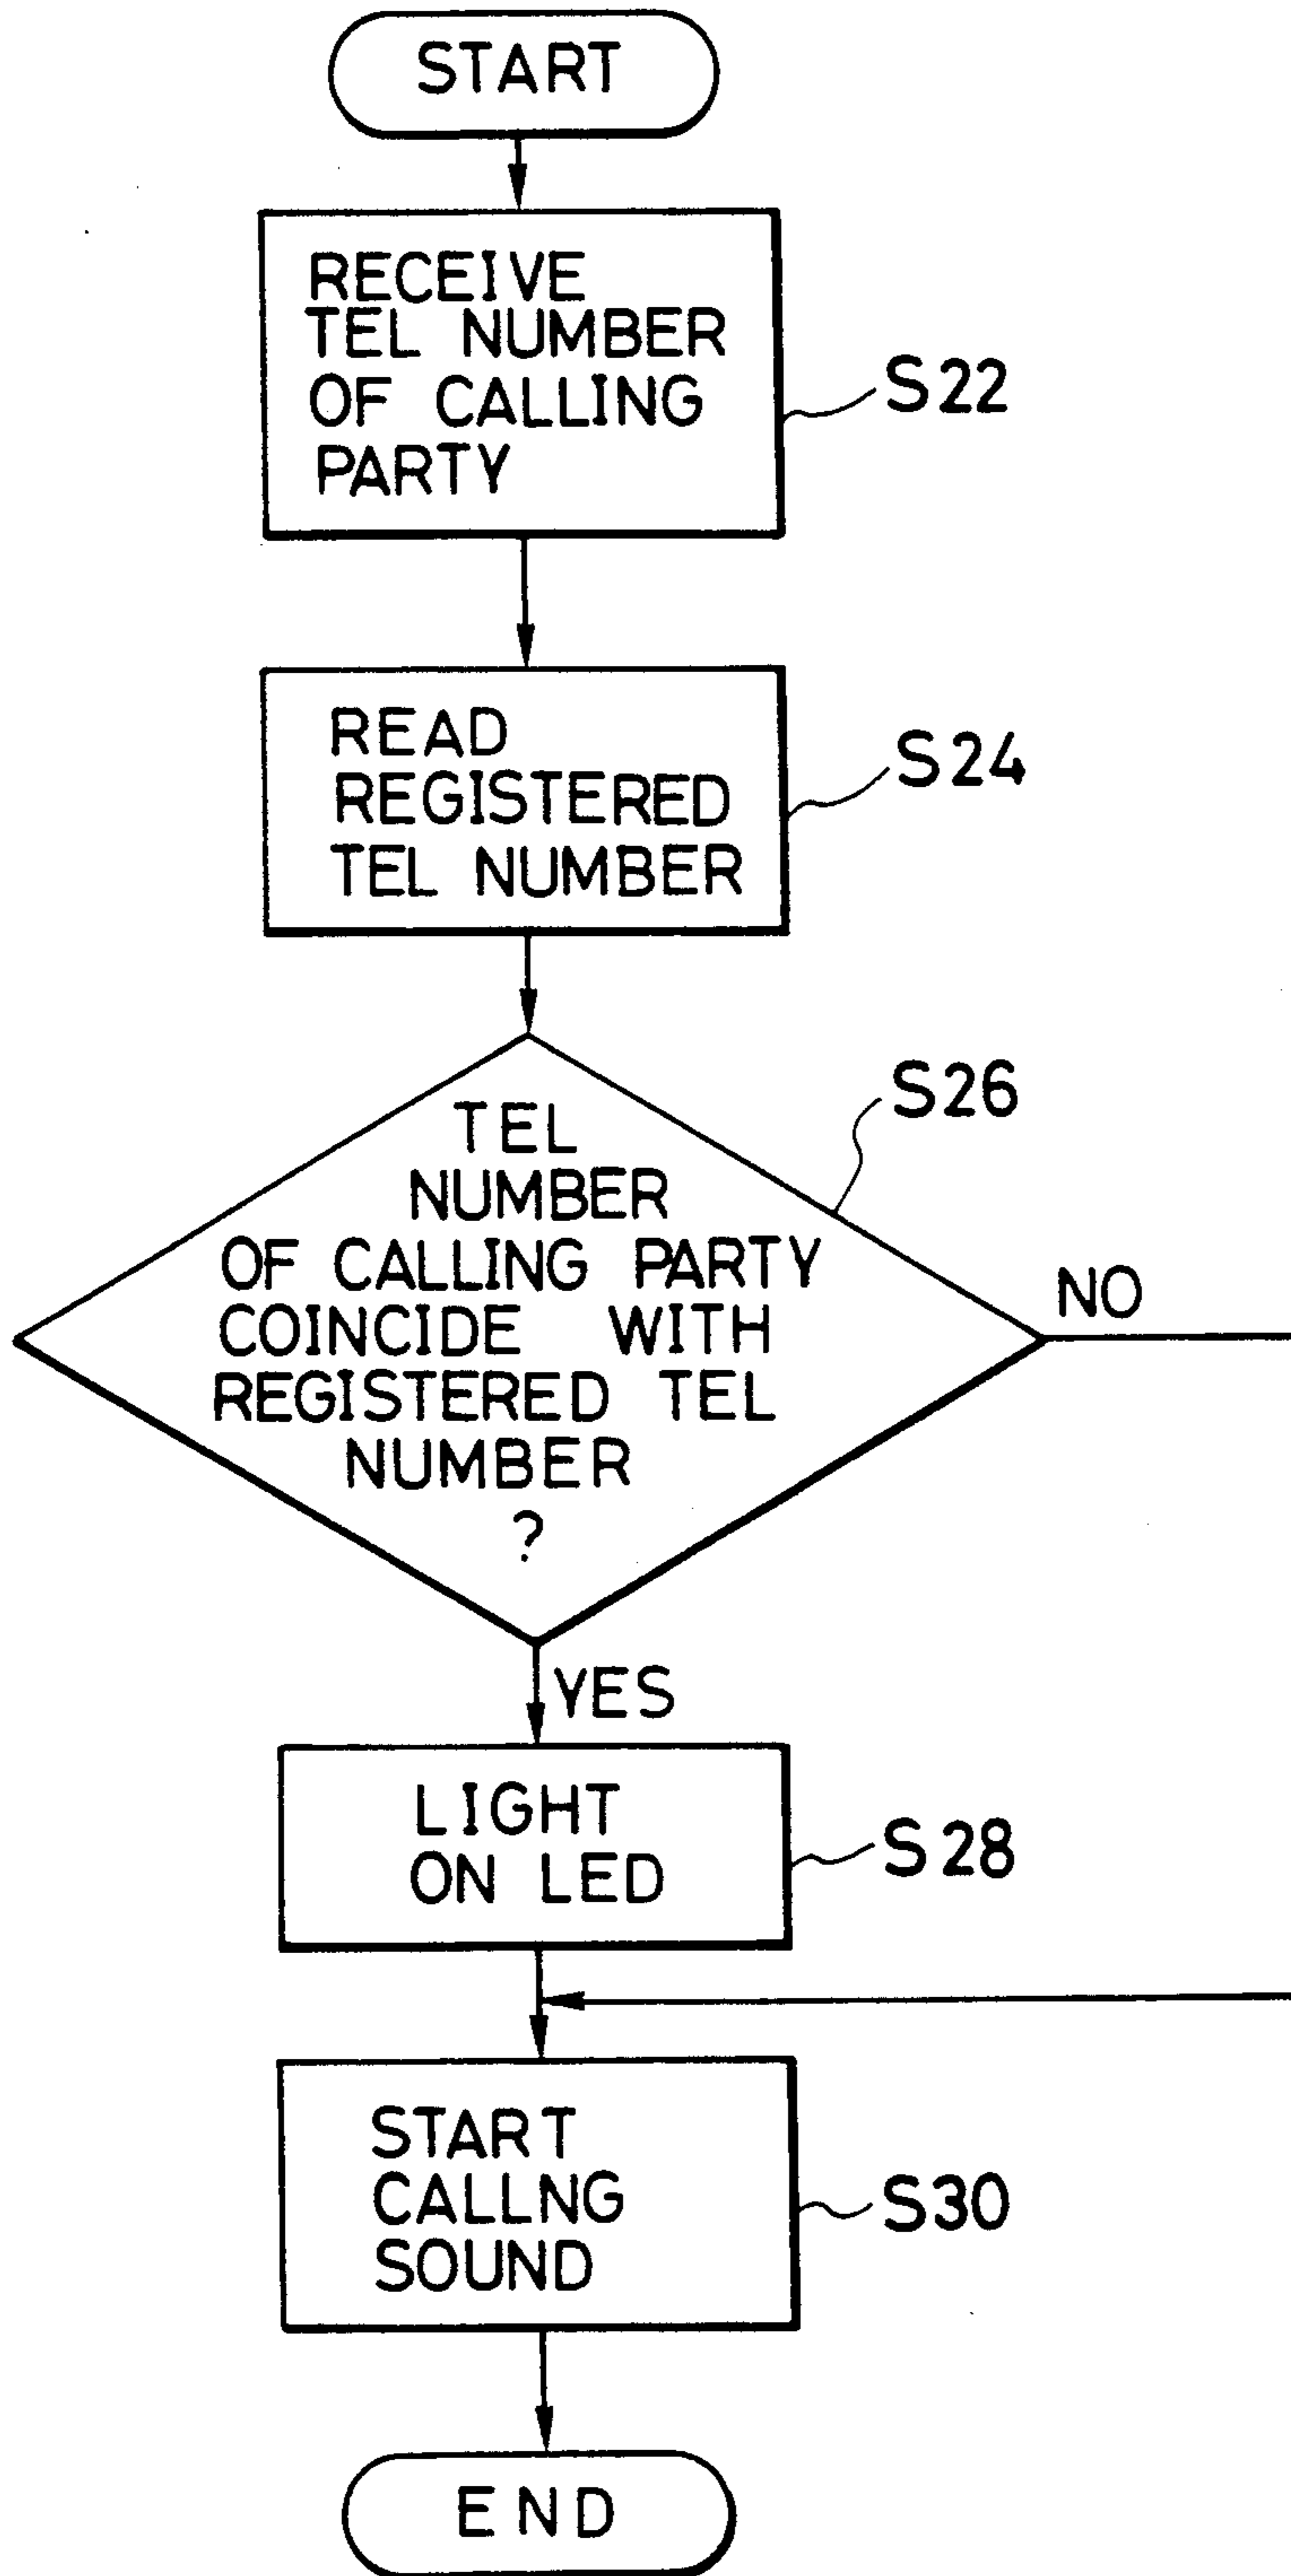 START
RECEIVE
TEL NUMBER
OF CALLING
PARTY
S22
READ
REGISTERED
TEL NUMBER
S24
TEL
NUMBER
OF CALLING PARTY
COINCIDE WITH
REGISTERED TEL
NUMBER
?
S26
NO
YES
LIGHT
ON LED
S28
START
CALLNG
SOUND
S30
END